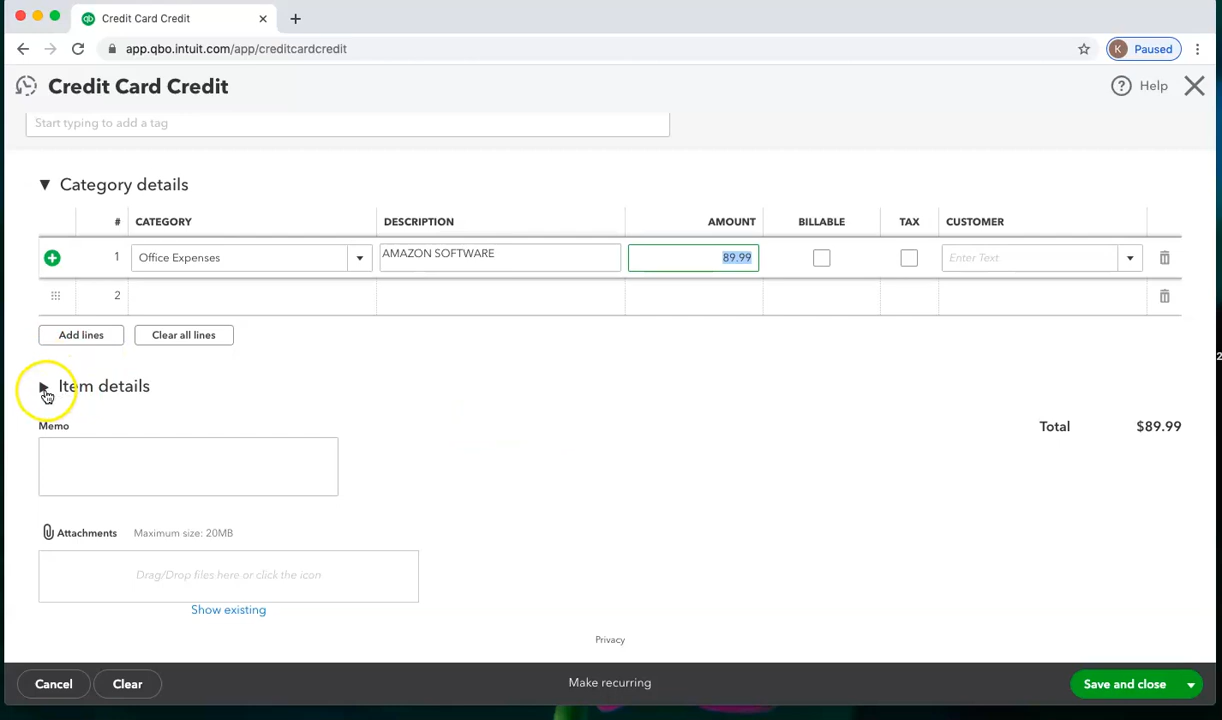 Credit Card Credit
app.qbo.intuit.com/app/creditcardcredit
K Paused
Credit Card Credit
Help
Start typing to add a tag
Category details
# CATEGORY DESCRIPTION AMOUNT BILLABLE TAX CUSTOMER
1 Office Expenses AMAZON SOFTWARE 89.99 Enter Text
2
Add lines Clear all lines
2
Item details
Memo
Total $89.99
Attachments Maximum size: 20MB
Drag/Drop files here or click the icon
Show existing
Privacy
Cancel Clear Make recurring Save and close